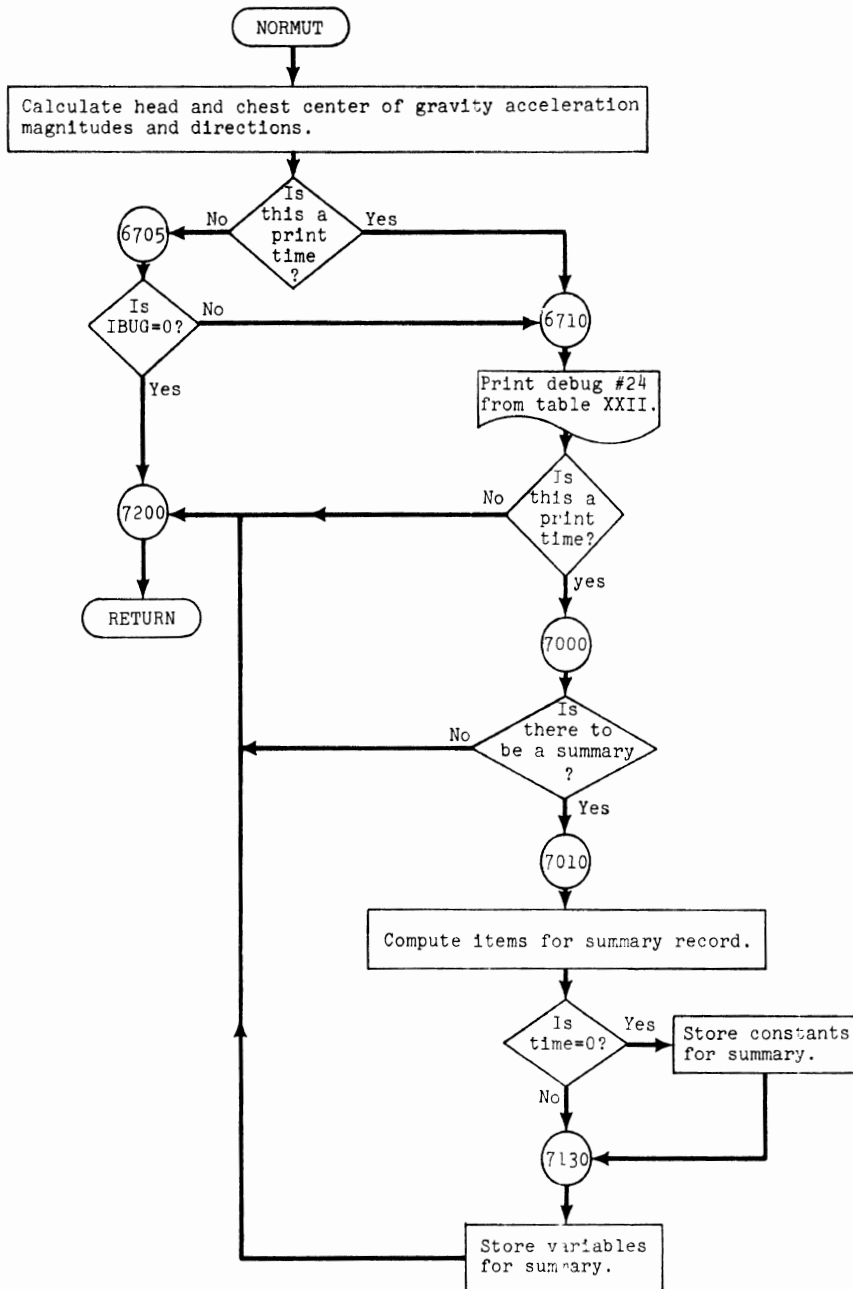 NORMUT
Calculate head and chest center of gravity acceleration
magnitudes and directions.
Is
this a
print
time
?
No
Yes
6705
Is
IBUG=0?
No
Yes
6710
Print debug #24
from table XXII.
Is
this a
print
time?
No
yes
7200
RETURN
7000
Is
there to
be a summary
?
No
Yes
7010
Compute items for summary record.
Is
time=0?
Yes
No
Store constants
for summary.
7130
Store variables
for summary.